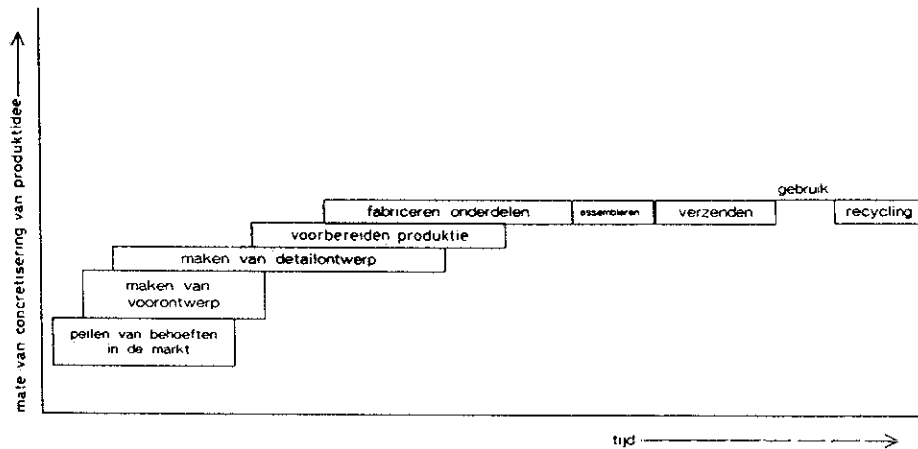 mate van concretisering van produktidee
gebruik
fabriceren onderdelen
assembleren
verzenden
recycling
voorbereiden produktie
maken van detailontwerp
maken van
voorontwerp
peilen van behoeften
in de markt
tijd